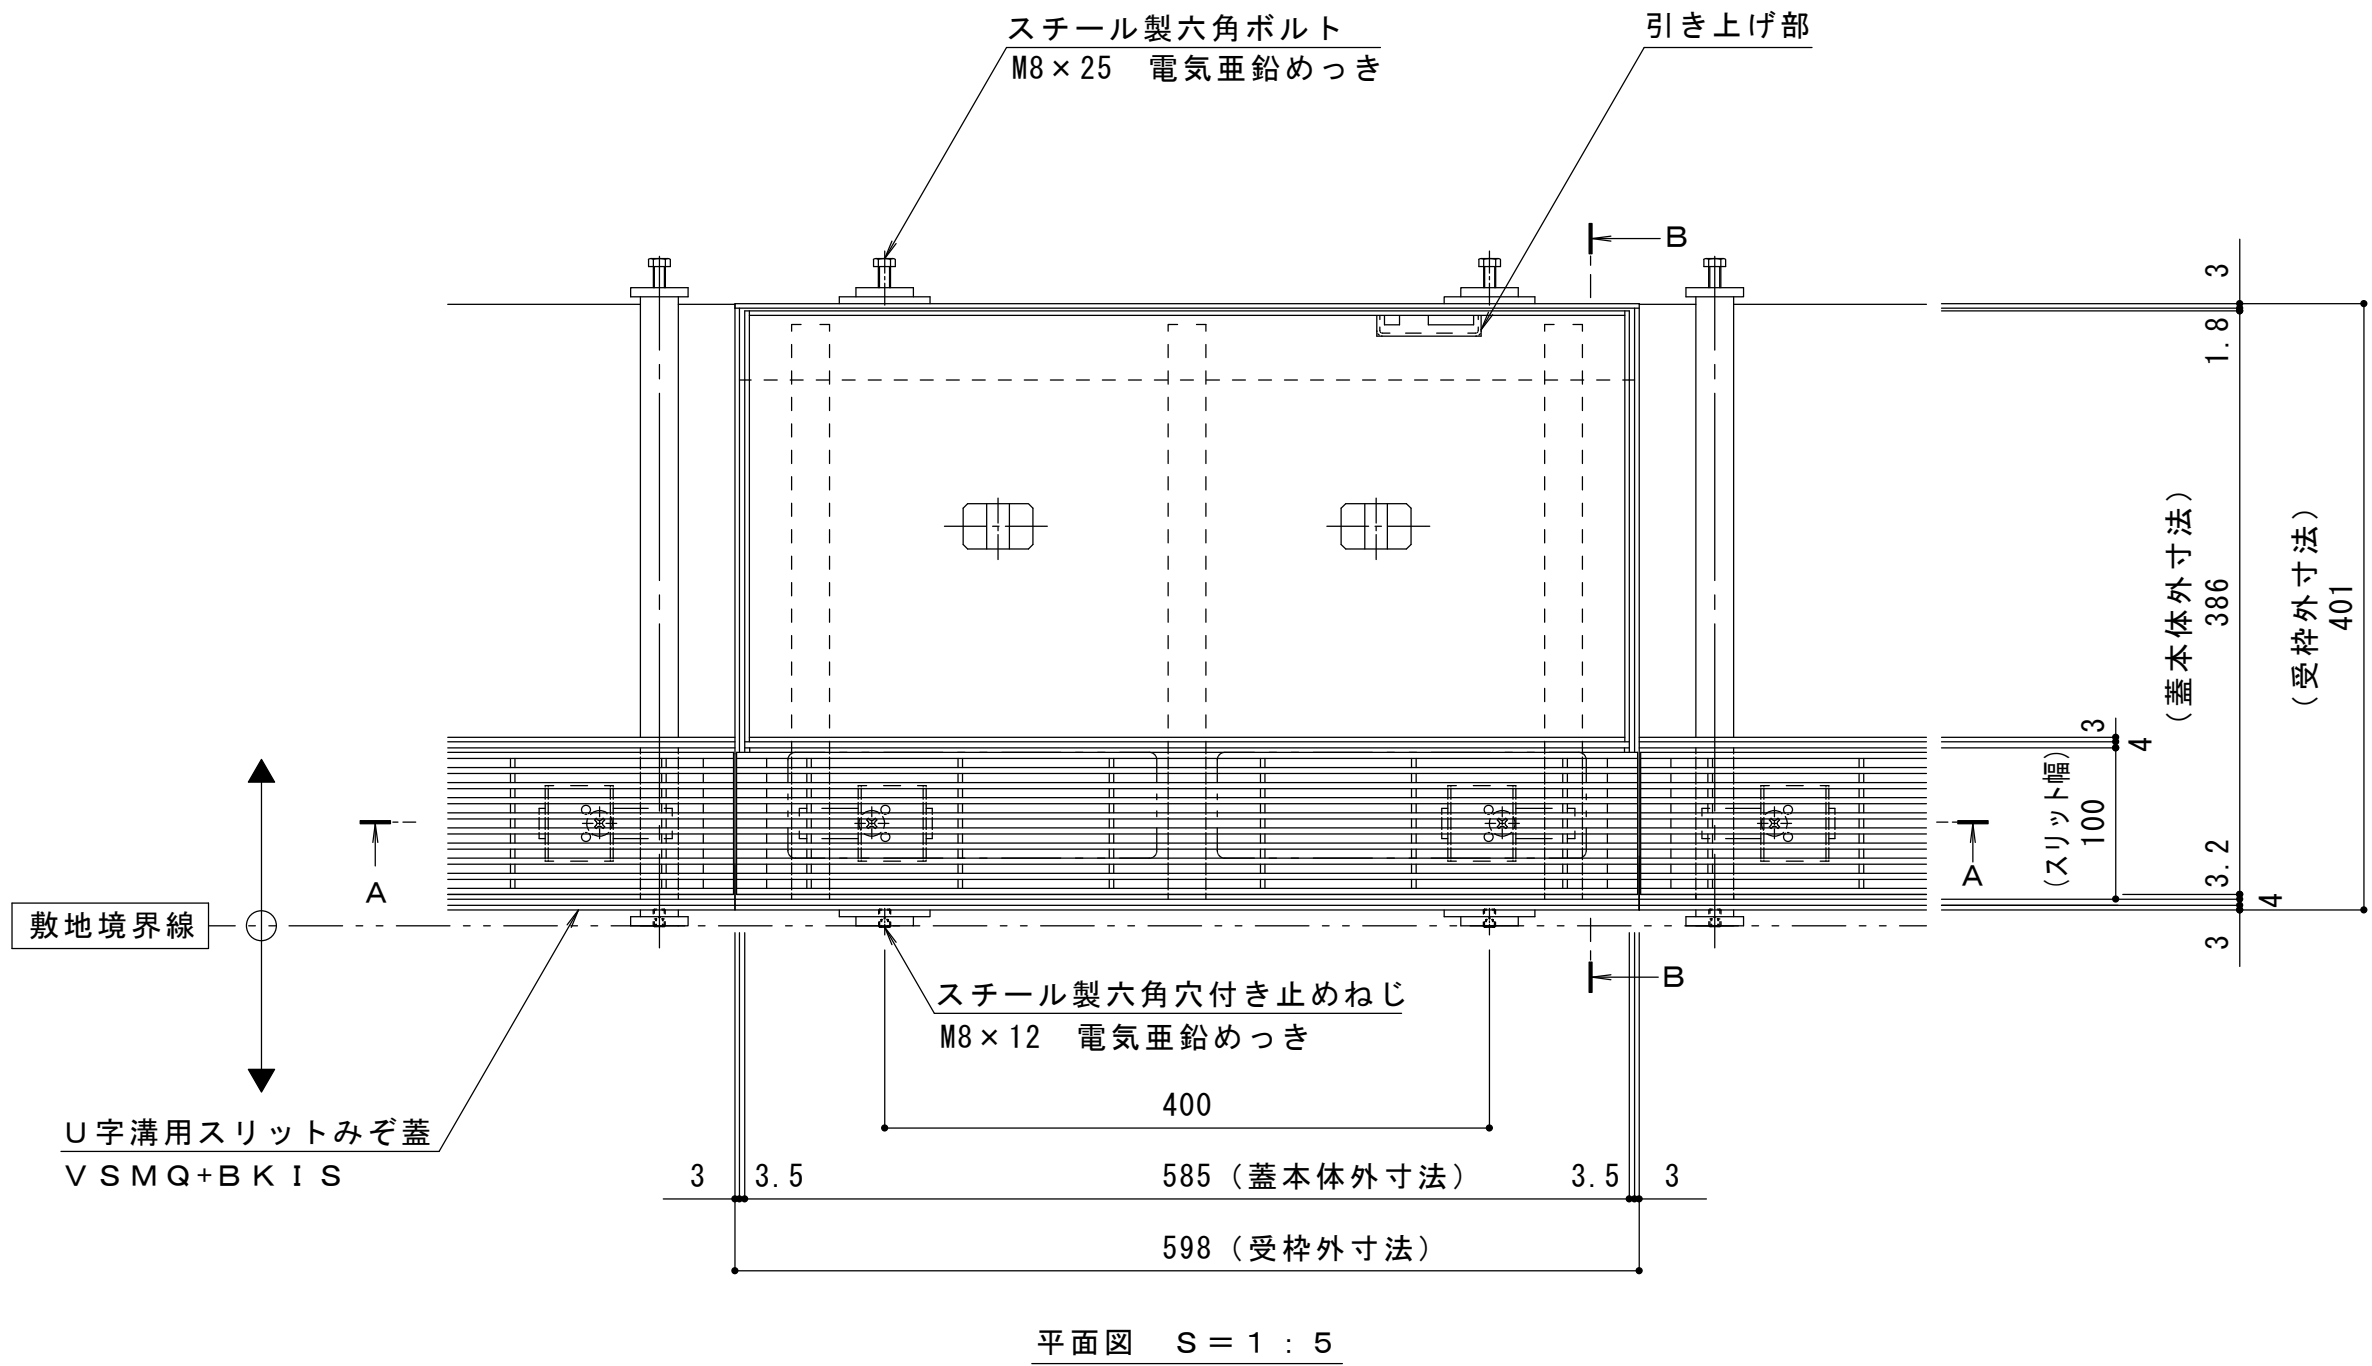 スチール製六角ボルト
M8×25 電気亜鉛めっき
引き上げ部
B
3
1.8
(蓋本体外寸法)
386
(受枠外寸法)
401
3
4
(スリット幅)
100
3.2
4
3
A
A
敷地境界線
B
スチール製六角穴付き止めねじ
M8×12 電気亜鉛めっき
400
U字溝用スリットみぞ蓋
VSMQ+BKIS
3
3.5
585(蓋本体外寸法)
3.5
3
598(受枠外寸法)
平面図 S=1:5